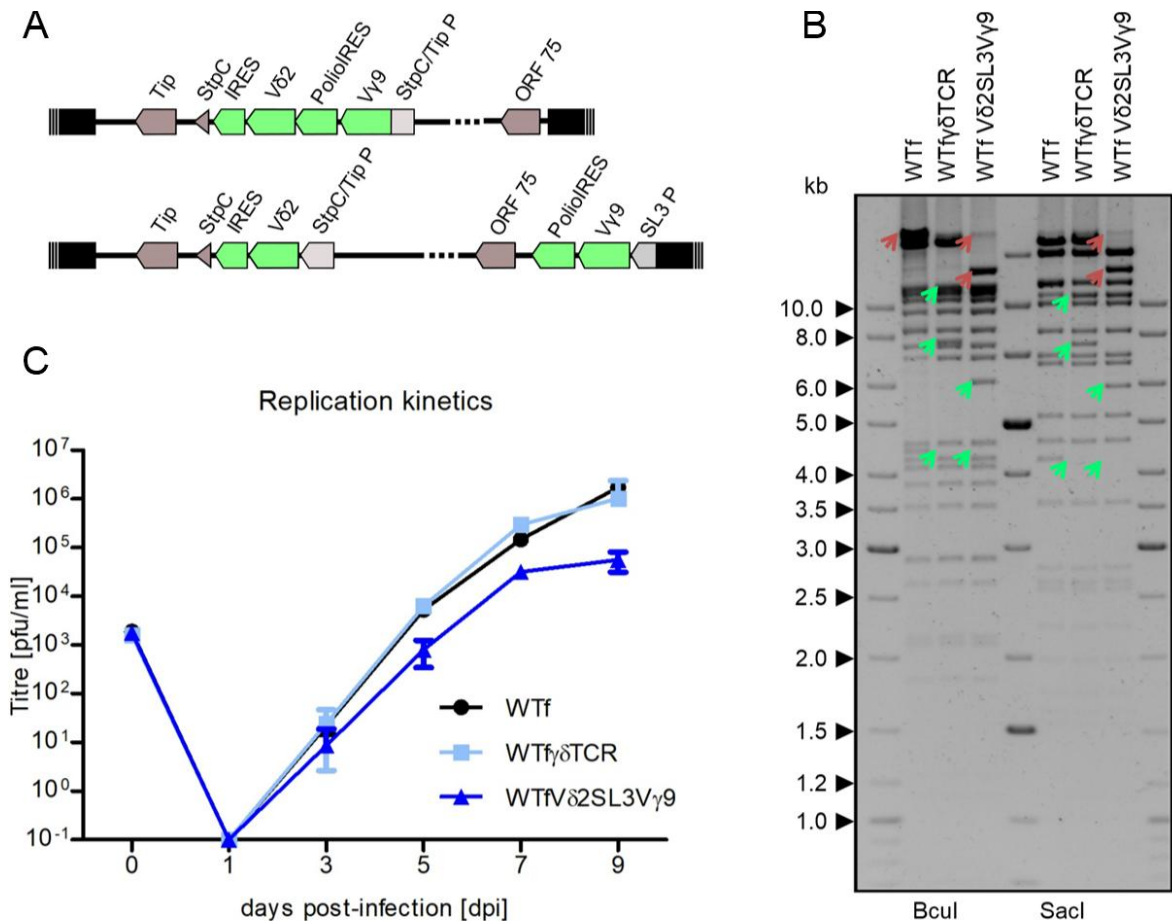 A
Tip
StpC
IRES
Vδ2
PolioIRES
Vγ9
StpC/Tip P
ORF 75
Tip
StpC
IRES
Vδ2
StpC/Tip P
ORF 75
PolioIRES
Vγ9
SL3 P
B
WTf
WTfγδTCR
WTf Vδ2SL3Vγ9
WTf
WTfγδTCR
WTf Vδ2SL3Vγ9
kb
10.0
8.0
6.0
5.0
4.0
3.5
3.0
2.5
2.0
1.5
1.2
1.0
BcuI
SacI
C
Replication kinetics
Titre [pfu/ml]
10^7
10^6
10^5
10^4
10^3
10^2
10^1
10^0
10^-1
0 1 3 5 7 9
days post-infection [dpi]
WTf
WTfγδTCR
WTfVδ2SL3Vγ9